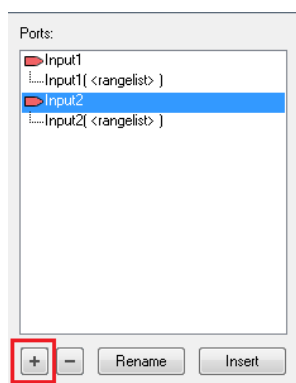 Ports:
Input1
Input1( <rangelist> )
Input2
Input2( <rangelist> )
+ - Rename Insert